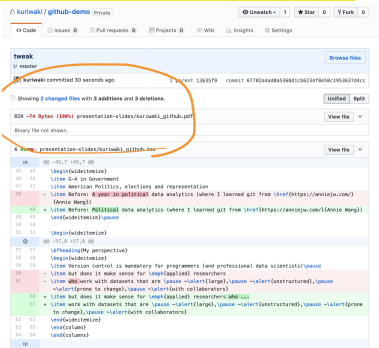 kuriwaki / github-demo Private
Watch 1 Star 0 Fork 0
Code Issues 0 Pull requests 0 Projects 0 Wiki Insights Settings
tweak
Browse files
master
kuriwaki committed 30 seconds ago
1 parent 13635f9 commit
Showing 2 changed files with 3 additions and 3 deletions.
Unified Split
BIN -74 Bytes (100%) presentation-slides/kuriwaki_github.pdf
View file
Binary file not shown.
6 presentation-slides/kuriwaki_github.tex
View file
@@ -45,7 +45,7 @@
45 45 \begin{wideitemize}
46 46 \item G-4 in Government
47 47 \item American Politics, elections and representation
48 - \item Before: A year in political data analytics (where I learned git from \href{https://anniejw.com/}
{Annie Wang})
48 + \item Before: Political data analytics (where I learned git from \href{https://anniejw.com/}{Annie Wang})
49 49 \end{wideitemize}\pause
50 50
51 51 \begin{wideitemize}
@@ -57,8 +57,8 @@
57 57 \bfheading{My perspective}
58 58 \begin{wideitemize}
59 59 \item Version control is mandatory for programmers (and professional data scientists)\pause
60 - \item but does it make sense for \emph{applied} researchers
61 - \item who work with datasets that are \pause ~\alert{large},\pause ~\alert{unstructured},\pause
~\alert{prone to change},\pause ~\alert{with collaborators}
60 + \item but does it make sense for \emph{applied} researchers who ...
61 + \item work with datasets that are \pause ~\alert{large},\pause ~\alert{unstructured},\pause ~\alert{prone
to change},\pause ~\alert{with collaborators}
62 62 \end{wideitemize}
63 63 \end{column}
64 64 \end{columns}